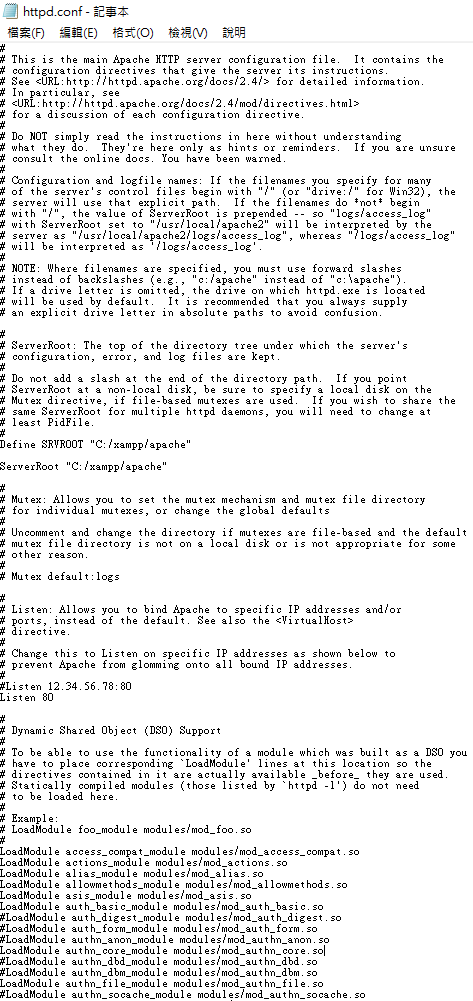 httpd.conf - 記事本
檔案(F) 編輯(E) 格式(O) 檢視(V) 說明
#
# This is the main Apache HTTP server configuration file.  It contains the
# configuration directives that give the server its instructions.
# See <URL:http://httpd.apache.org/docs/2.4/> for detailed information.
# In particular, see
# <URL:http://httpd.apache.org/docs/2.4/mod/directives.html>
# for a discussion of each configuration directive.
#
# Do NOT simply read the instructions in here without understanding
# what they do.  They're here only as hints or reminders.  If you are unsure
# consult the online docs. You have been warned.
#
# Configuration and logfile names: If the filenames you specify for many
# of the server's control files begin with "/" (or "drive:/" for Win32), the
# server will use that explicit path.  If the filenames do *not* begin
# with "/", the value of ServerRoot is prepended -- so "logs/access_log"
# with ServerRoot set to "/usr/local/apache2" will be interpreted by the
# server as "/usr/local/apache2/logs/access_log", whereas "/logs/access_log"
# will be interpreted as '/logs/access_log'.
#
# NOTE: Where filenames are specified, you must use forward slashes
# instead of backslashes (e.g., "c:/apache" instead of "c:\apache").
# If a drive letter is omitted, the drive on which httpd.exe is located
# will be used by default.  It is recommended that you always supply
# an explicit drive letter in absolute paths to avoid confusion.
#
# ServerRoot: The top of the directory tree under which the server's
# configuration, error, and log files are kept.
#
# Do not add a slash at the end of the directory path.  If you point
# ServerRoot at a non-local disk, be sure to specify a local disk on the
# Mutex directive, if file-based mutexes are used.  If you wish to share the
# same ServerRoot for multiple httpd daemons, you will need to change at
# least PidFile.
#
Define SRVROOT "C:/xampp/apache"
ServerRoot "C:/xampp/apache"
#
# Mutex: Allows you to set the mutex mechanism and mutex file directory
# for individual mutexes, or change the global defaults
#
# Uncomment and change the directory if mutexes are file-based and the default
# mutex file directory is not on a local disk or is not appropriate for some
# other reason.
#
# Mutex default:logs
#
# Listen: Allows you to bind Apache to specific IP addresses and/or
# ports, instead of the default. See also the <VirtualHost>
# directive.
#
# Change this to Listen on specific IP addresses as shown below to
# prevent Apache from glomming onto all bound IP addresses.
#
#Listen 12.34.56.78:80
Listen 80
#
# Dynamic Shared Object (DSO) Support
#
# To be able to use the functionality of a module which was built as a DSO you
# have to place corresponding `LoadModule' lines at this location so the
# directives contained in it are actually available _before_ they are used.
# Statically compiled modules (those listed by `httpd -l') do not need
# to be loaded here.
#
# Example:
# LoadModule foo_module modules/mod_foo.so
#
LoadModule access_compat_module modules/mod_access_compat.so
LoadModule actions_module modules/mod_actions.so
LoadModule alias_module modules/mod_alias.so
LoadModule allowmethods_module modules/mod_allowmethods.so
LoadModule asis_module modules/mod_asis.so
LoadModule auth_basic_module modules/mod_auth_basic.so
#LoadModule auth_digest_module modules/mod_auth_digest.so
#LoadModule auth_form_module modules/mod_auth_form.so
#LoadModule authn_anon_module modules/mod_authn_anon.so
LoadModule authn_core_module modules/mod_authn_core.so
#LoadModule authn_dbd_module modules/mod_authn_dbd.so
#LoadModule authn_dbm_module modules/mod_authn_dbm.so
LoadModule authn_file_module modules/mod_authn_file.so
#LoadModule authn_socache_module modules/mod_authn_socache.so